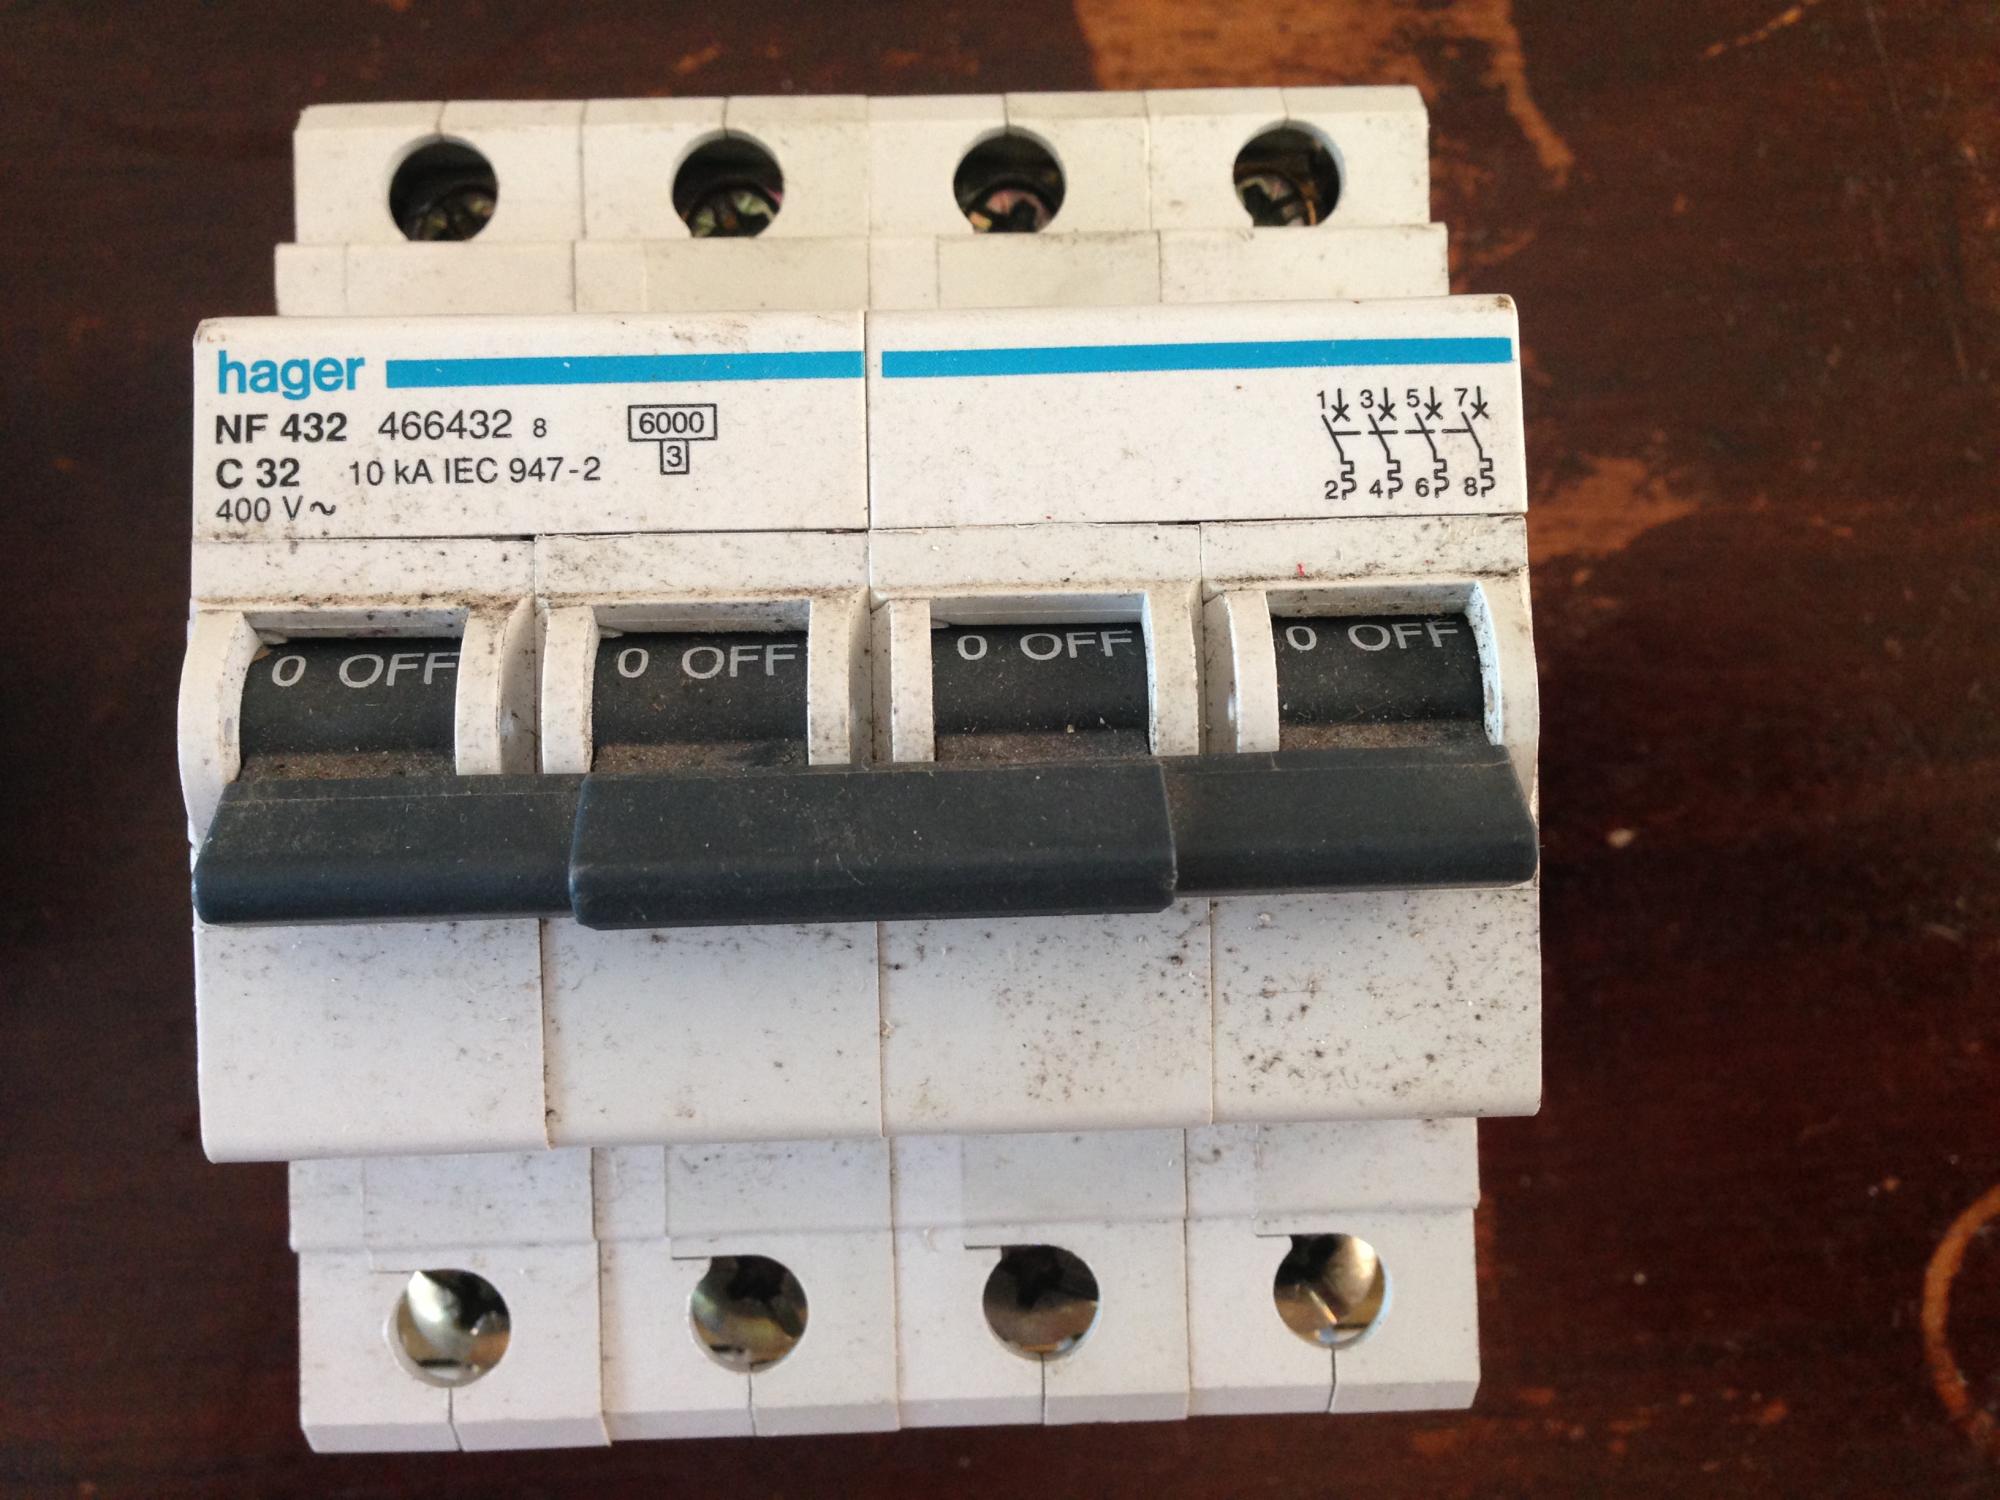 hager
NF 432 466432 8 6000
C 32 10 kA IEC 947-2 3
400 V~
1 3 5 7
2 4 6 8
0 OFF 0 OFF 0 OFF 0 OFF